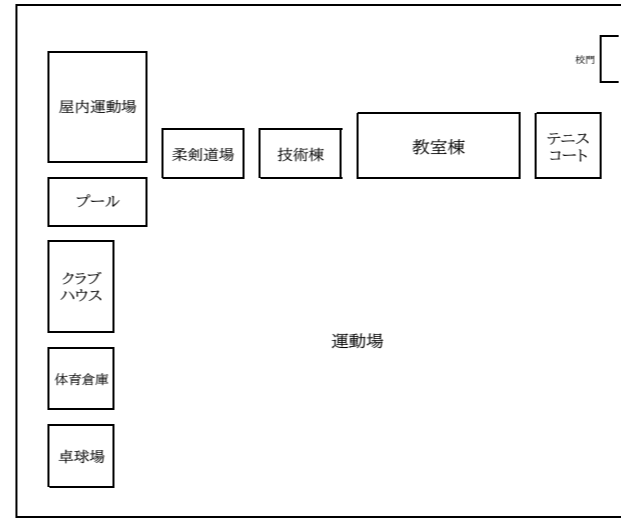 校門
屋内運動場
柔剣道場
技術棟
教室棟
テニス
コート
プール
クラブ
ハウス
運動場
体育倉庫
卓球場